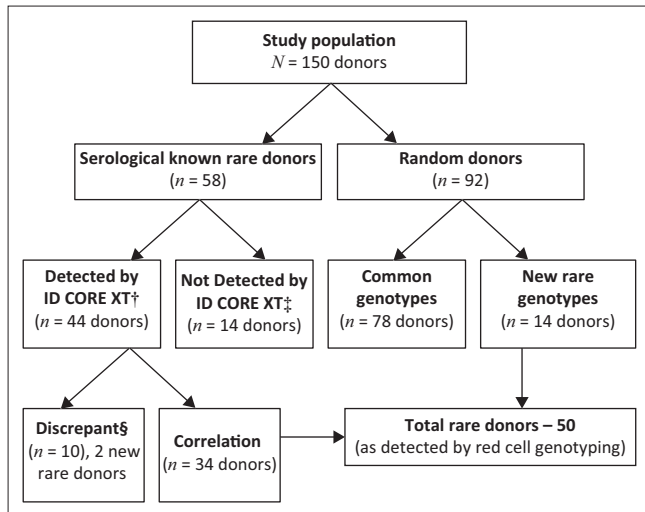 Study population
N = 150 donors
Serological known rare donors
(n = 58)
Random donors
(n = 92)
Detected by
ID CORE XT†
(n = 44 donors)
Not Detected by
ID CORE XT‡
(n = 14 donors)
Common
genotypes
(n = 78 donors)
New rare
genotypes
(n = 14 donors)
Discrepant§
(n = 10), 2 new
rare donors
Correlation
(n = 34 donors)
Total rare donors – 50
(as detected by red cell genotyping)